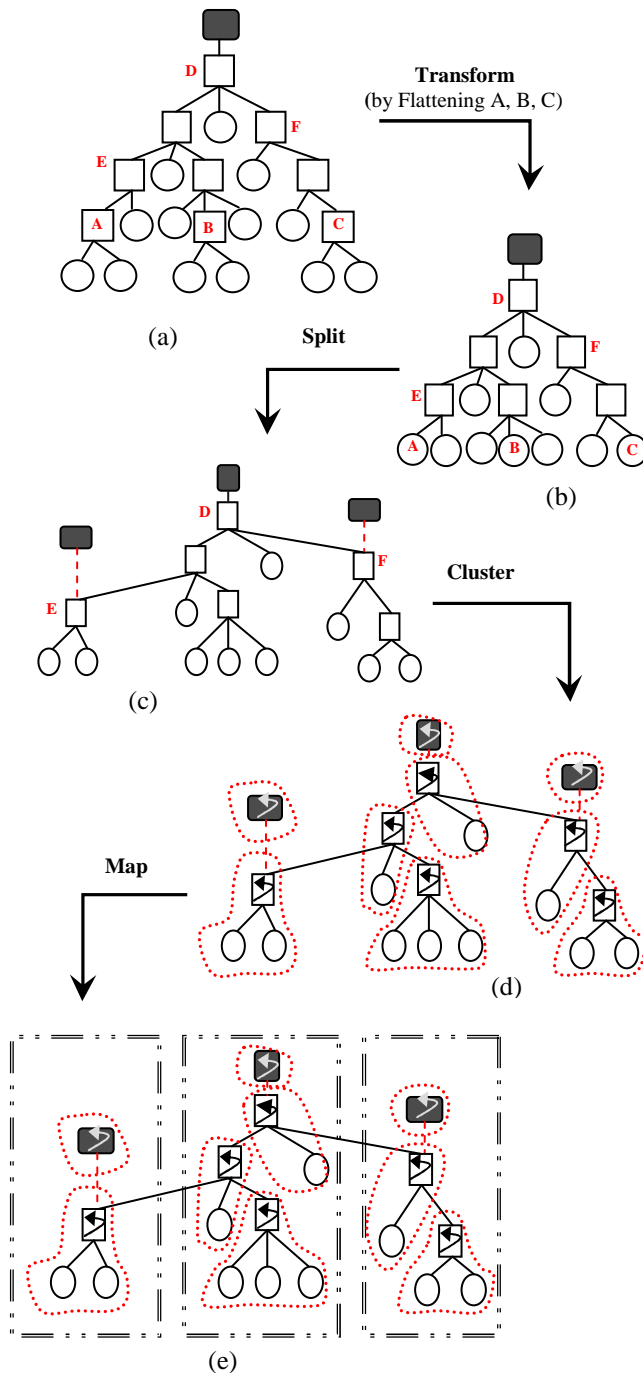 D
Transform
(by Flattening A, B, C)
F
E
A
B
C
(a)
D
Split
F
E
A
B
C
(b)
D
F
Cluster
E
(c)
Map
(d)
(e)